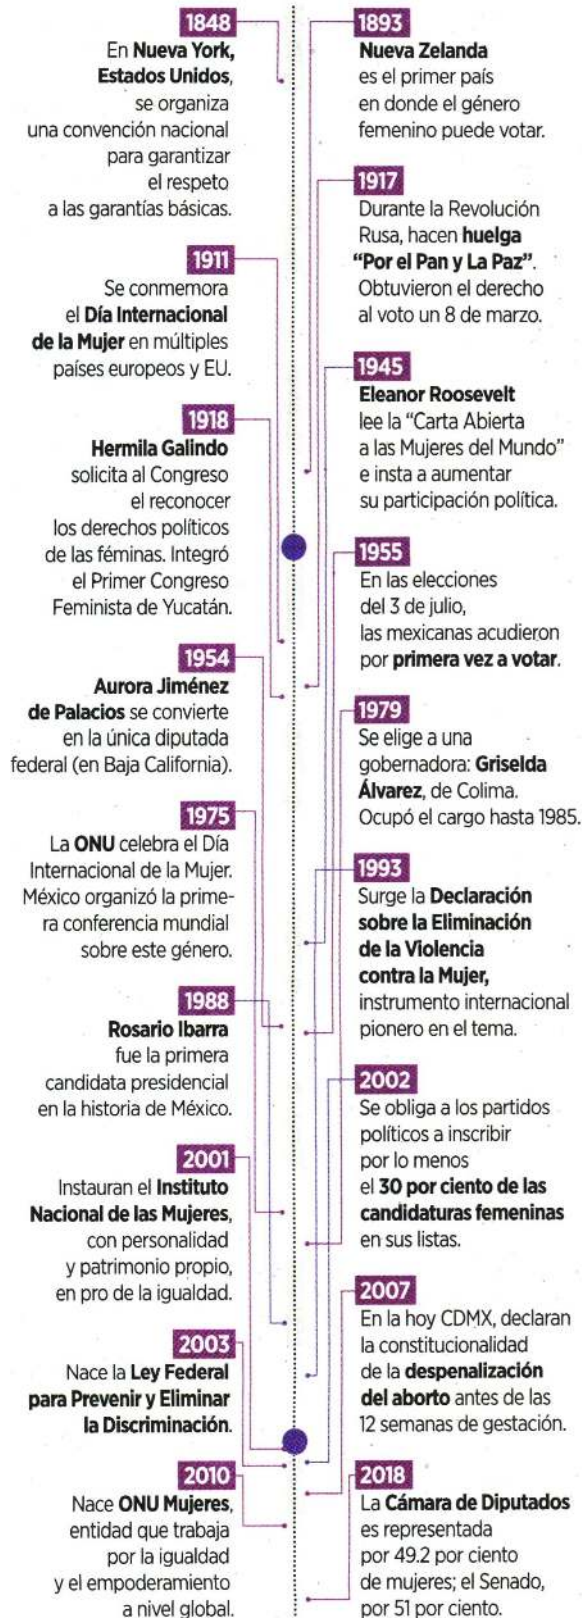 1848
En Nueva York,
Estados Unidos,
se organiza
una convención nacional
para garantizar
el respeto
a las garantías básicas.
1893
Nueva Zelanda
es el primer país
en donde el género
femenino puede votar.
1911
Se conmemora
el Día Internacional
de la Mujer en múltiples
países europeos y EU.
1917
Durante la Revolución
Rusa, hacen huelga
“Por el Pan y La Paz”.
Obtuvieron el derecho
al voto un 8 de marzo.
1918
Hermila Galindo
solicita al Congreso
el reconocer
los derechos políticos
de las féminas. Integró
el Primer Congreso
Feminista de Yucatán.
1945
Eleanor Roosevelt
lee la “Carta Abierta
a las Mujeres del Mundo”
e insta a aumentar
su participación política.
1954
Aurora Jiménez
de Palacios se convierte
en la única diputada
federal (en Baja California).
1955
En las elecciones
del 3 de julio,
las mexicanas acudieron
por primera vez a votar.
1975
La ONU celebra el Día
Internacional de la Mujer.
México organizó la prime-
ra conferencia mundial
sobre este género.
1979
Se elige a una
gobernadora: Griselda
Álvarez, de Colima.
Ocupó el cargo hasta 1985.
1988
Rosario Ibarra
fue la primera
candidata presidencial
en la historia de México.
1993
Surge la Declaración
sobre la Eliminación
de la Violencia
contra la Mujer,
instrumento internacional
pionero en el tema.
2001
Instauran el Instituto
Nacional de las Mujeres,
con personalidad
y patrimonio propio,
en pro de la igualdad.
2002
Se obliga a los partidos
políticos a inscribir
por lo menos
el 30 por ciento de las
candidaturas femeninas
en sus listas.
2003
Nace la Ley Federal
para Prevenir y Eliminar
la Discriminación.
2007
En la hoy CDMX, declaran
la constitucionalidad
de la despenalización
del aborto antes de las
12 semanas de gestación.
2010
Nace ONU Mujeres,
entidad que trabaja
por la igualdad
y el empoderamiento
a nivel global.
2018
La Cámara de Diputados
es representada
por 49.2 por ciento
de mujeres; el Senado,
por 51 por ciento.